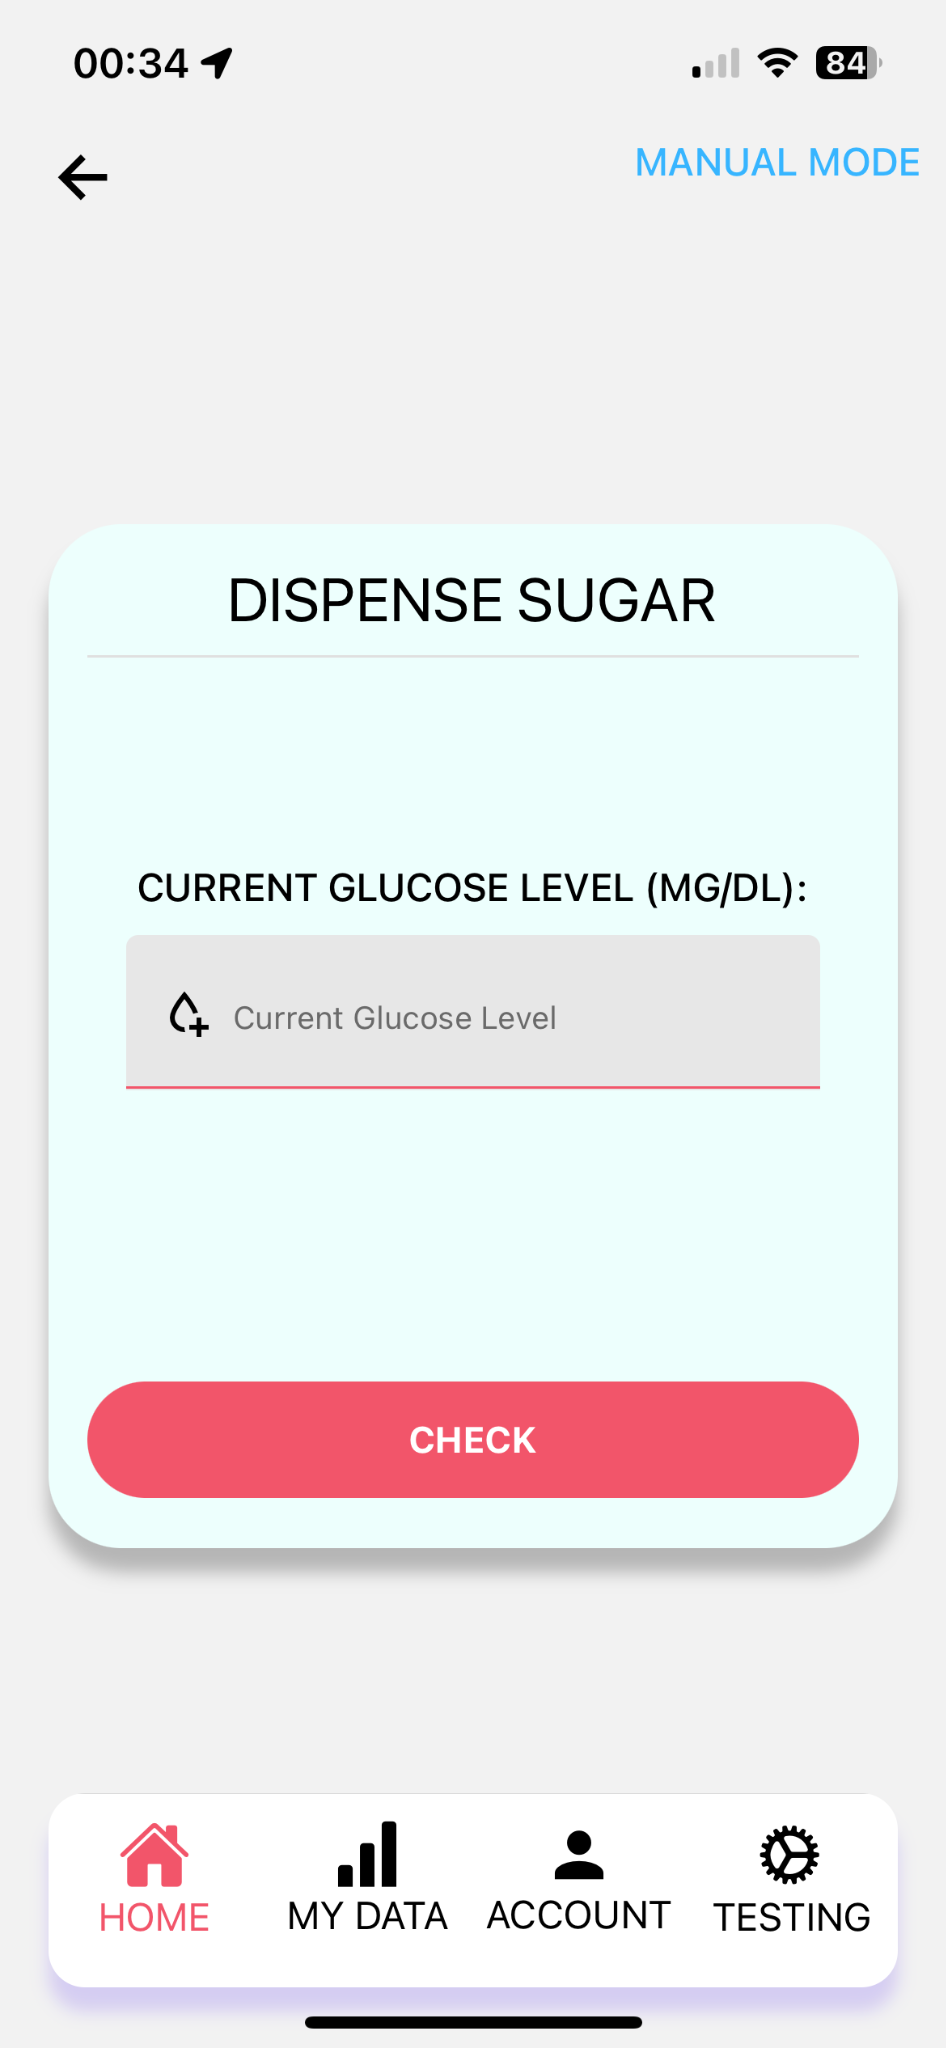 00:34
84
MANUAL MODE
DISPENSE SUGAR
CURRENT GLUCOSE LEVEL (MG/DL):
Current Glucose Level
CHECK
HOME
MY DATA
ACCOUNT
TESTING